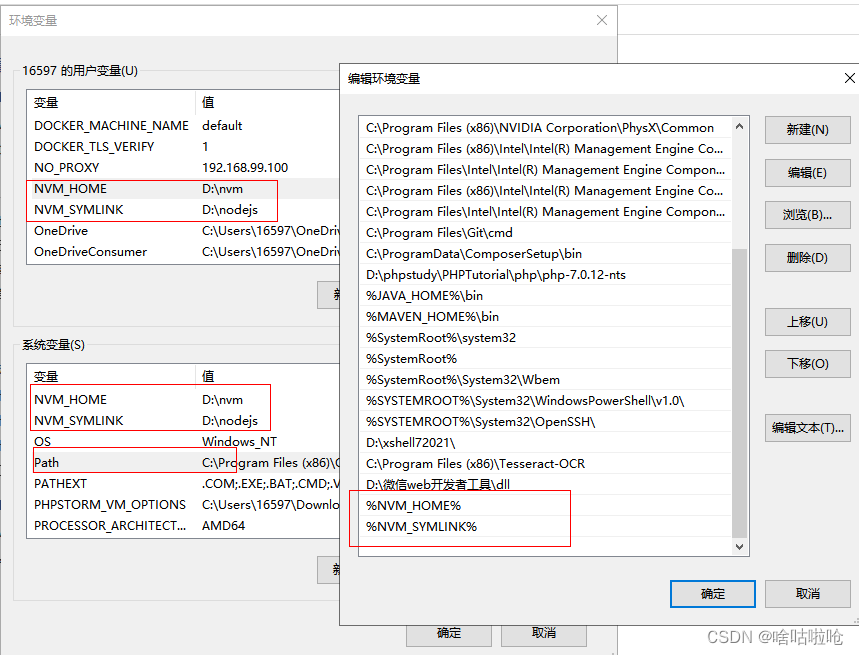 环境变量
16597 的用户变量(U)
变量 值
DOCKER_MACHINE_NAME default
DOCKER_TLS_VERIFY 1
NO_PROXY 192.168.99.100
NVM_HOME D:\nvm
NVM_SYMLINK D:\nodejs
OneDrive C:\Users\16597\OneDri
OneDriveConsumer C:\Users\16597\OneDri
系统变量(S)
变量 值
NVM_HOME D:\nvm
NVM_SYMLINK D:\nodejs
OS Windows_NT
Path C:\Program Files (x86)\
PATHEXT .COM;.EXE;.BAT;.CMD;.V
PHPSTORM_VM_OPTIONS C:\Users\16597\Downlo
PROCESSOR_ARCHITECT... AMD64
确定 取消
编辑环境变量
C:\Program Files (x86)\NVIDIA Corporation\PhysX\Common
C:\Program Files (x86)\Intel\Intel(R) Management Engine Co...
C:\Program Files\Intel\Intel(R) Management Engine Compon...
C:\Program Files (x86)\Intel\Intel(R) Management Engine Co...
C:\Program Files\Intel\Intel(R) Management Engine Compon...
C:\Program Files\Git\cmd
C:\ProgramData\ComposerSetup\bin
D:\phpstudy\PHPTutorial\php\php-7.0.12-nts
%JAVA_HOME%\bin
%MAVEN_HOME%\bin
%SystemRoot%\system32
%SystemRoot%
%SystemRoot%\System32\Wbem
%SYSTEMROOT%\System32\WindowsPowerShell\v1.0\
%SYSTEMROOT%\System32\OpenSSH\
D:\xshell72021\
C:\Program Files (x86)\Tesseract-OCR
D:\微信web开发者工具\dll
%NVM_HOME%
%NVM_SYMLINK%
新建(N)
编辑(E)
浏览(B)...
删除(D)
上移(U)
下移(O)
编辑文本(T)...
确定 取消
CSDN @啥咕啦呛